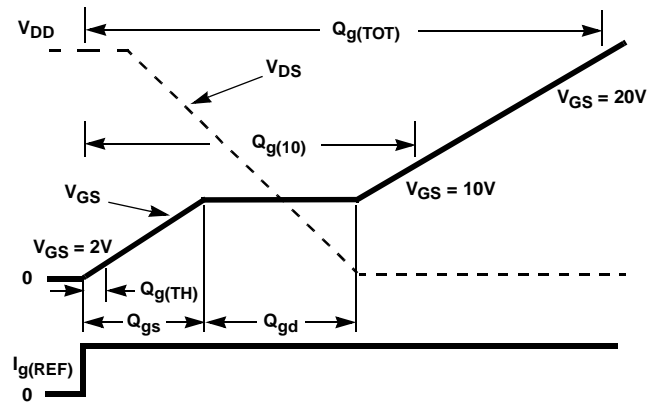 V_DD
Q_g(TOT)
V_DS
V_GS = 20V
Q_g(10)
V_GS
V_GS = 10V
V_GS = 2V
0
Q_g(TH)
Q_gs
Q_gd
I_g(REF)
0